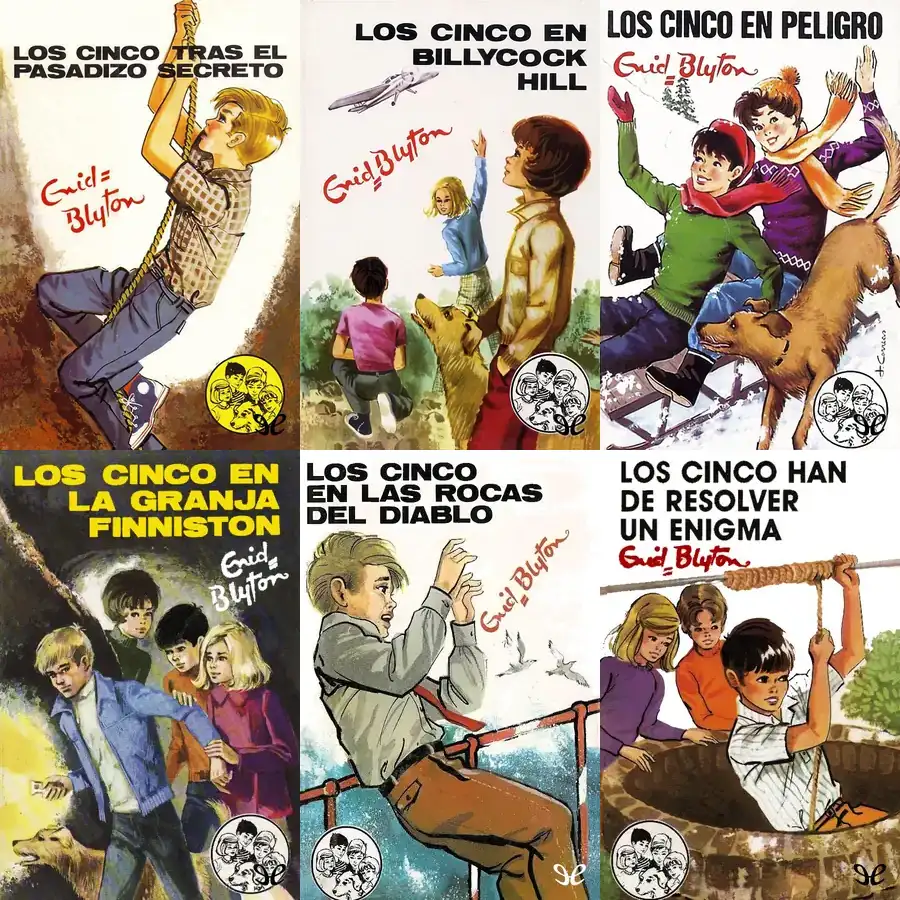 LOS CINCO TRAS EL
PASADIZO SECRETO
Enid
Blyton
LOS CINCO EN
BILLYCOCK
HILL
Enid Blyton
LOS CINCO EN PELIGRO
Enid Blyton
LOS CINCO EN
LA GRANJA
FINNISTON
Enid
Blyton
LOS CINCO
EN LAS ROCAS
DEL DIABLO
Enid Blyton
LOS CINCO HAN
DE RESOLVER
UN ENIGMA
Enid Blyton